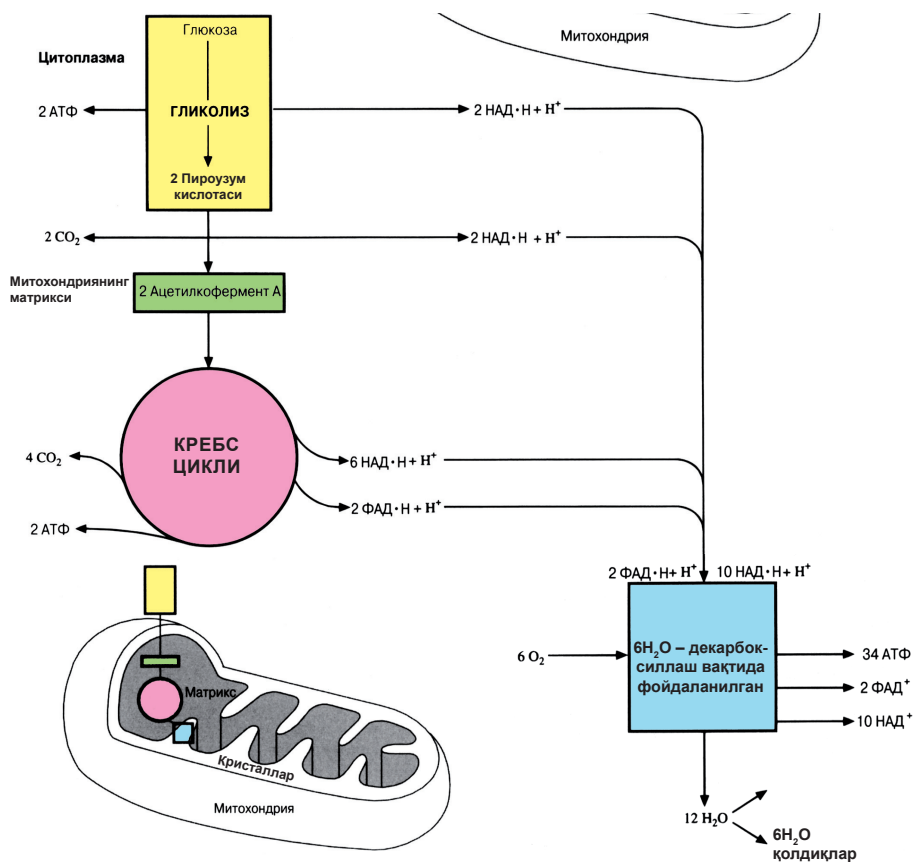 Глюкоза
Митохондрия
Цитоплазма
2 АТФ
ГЛИКОЛИЗ
2 НАД·Н + H⁺
2 Пироузум
кислотаси
2 CO₂
2 НАД·Н + H⁺
Митохондриянинг
матрикси
2 Ацетилкофермент А
КРЕБС
ЦИКЛИ
4 CO₂
6 НАД·Н + H⁺
2 ФАД·Н + H⁺
2 АТФ
2 ФАД·Н+ H⁺
10 НАД·Н+ H⁺
6 O₂
6H₂O – декарбок-
силлаш вақтида
фойдаланилган
34 АТФ
2 ФАД⁺
10 НАД⁺
Матрикс
Кристаллар
Митохондрия
12 H₂O
6H₂O
қолдиқлар